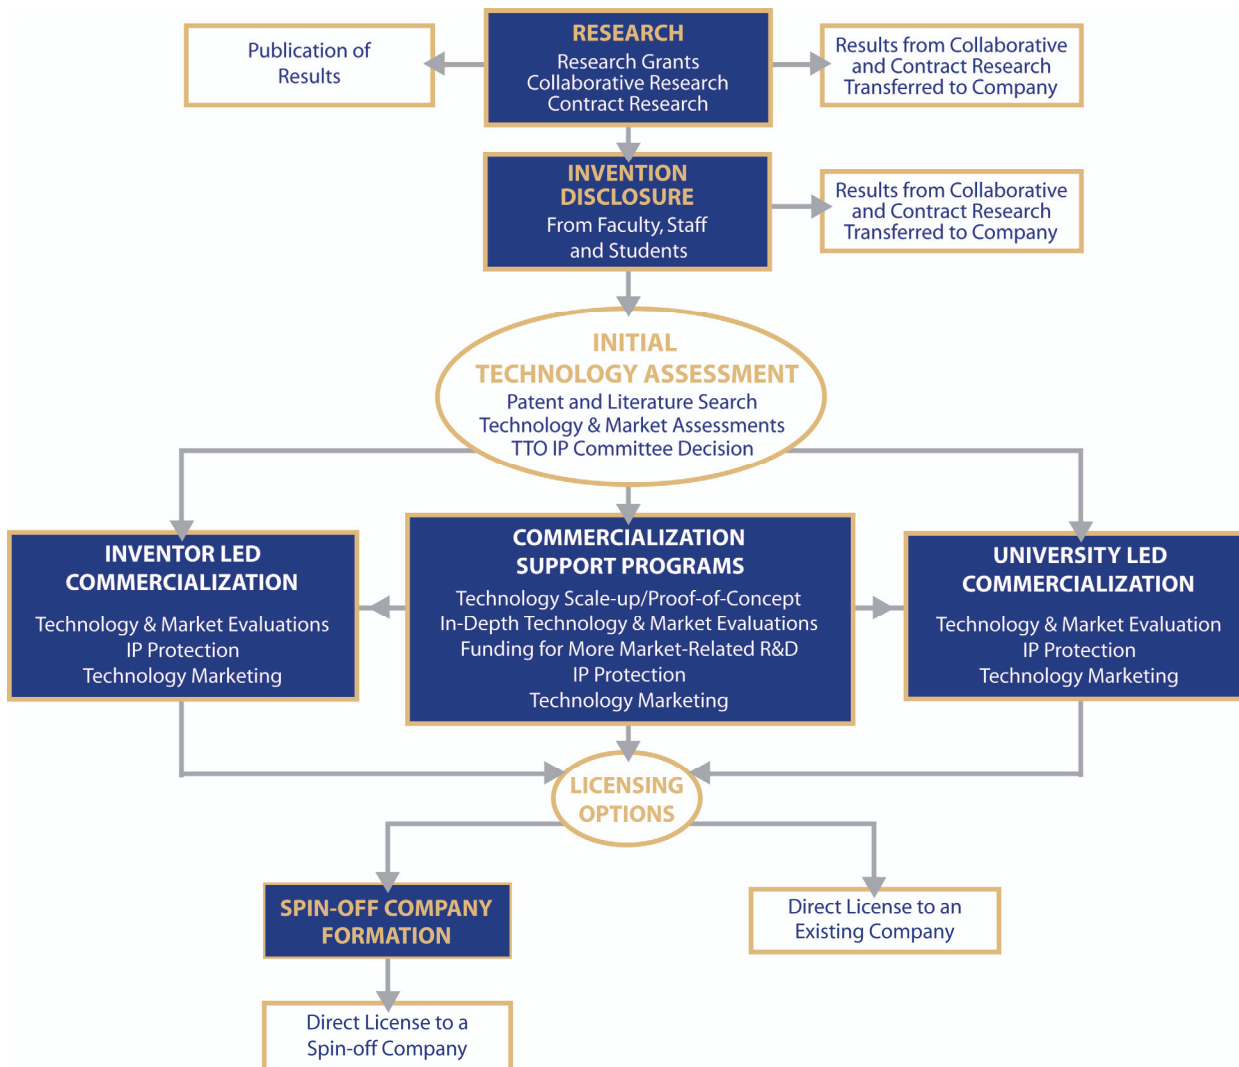 Publication of
Results
RESEARCH
Research Grants
Collaborative Research
Contract Research
Results from Collaborative
and Contract Research
Transferred to Company
INVENTION
DISCLOSURE
From Faculty, Staff
and Students
Results from Collaborative
and Contract Research
Transferred to Company
INITIAL
TECHNOLOGY ASSESSMENT
Patent and Literature Search
Technology & Market Assessments
TTO IP Committee Decision
INVENTOR LED
COMMERCIALIZATION
Technology & Market Evaluations
IP Protection
Technology Marketing
COMMERCIALIZATION
SUPPORT PROGRAMS
Technology Scale-up/Proof-of-Concept
In-Depth Technology & Market Evaluations
Funding for More Market-Related R&D
IP Protection
Technology Marketing
UNIVERSITY LED
COMMERCIALIZATION
Technology & Market Evaluation
IP Protection
Technology Marketing
LICENSING
OPTIONS
SPIN-OFF COMPANY
FORMATION
Direct License to an
Existing Company
Direct License to a
Spin-off Company